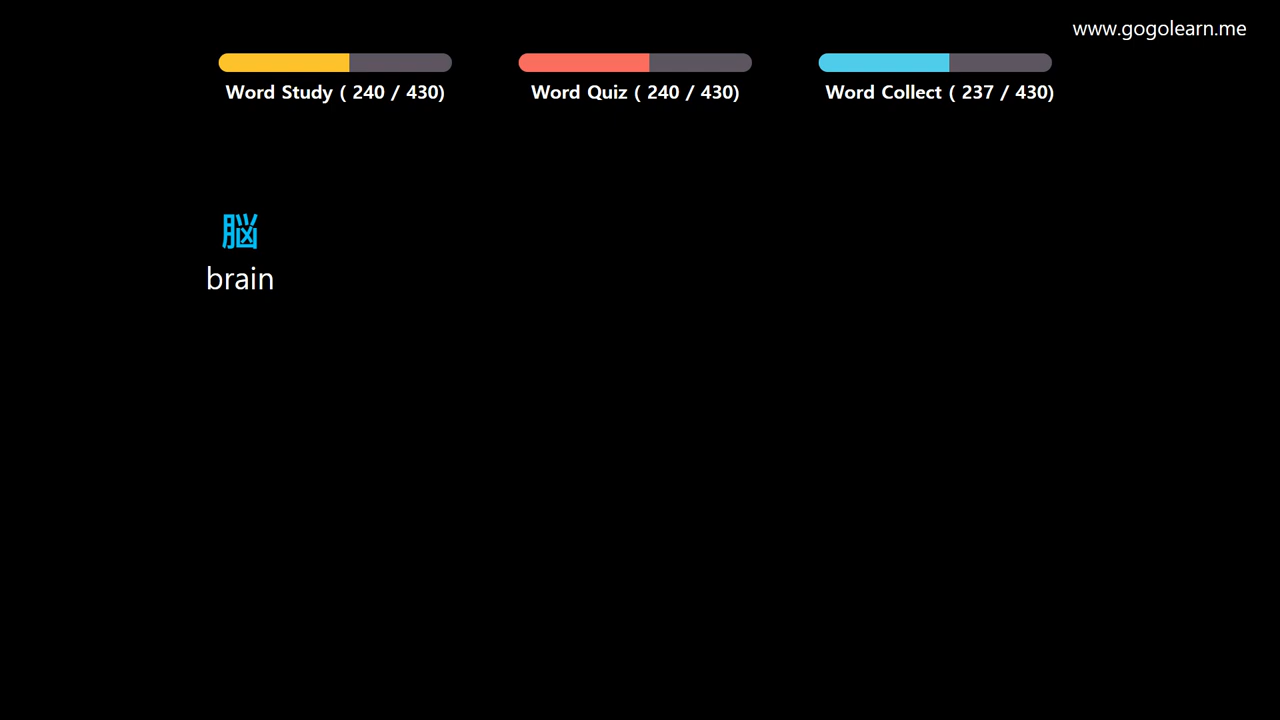 www.gogolearn.me
Word Study ( 240 / 430)
Word Quiz ( 240 / 430)
Word Collect ( 237 / 430)
脳
brain